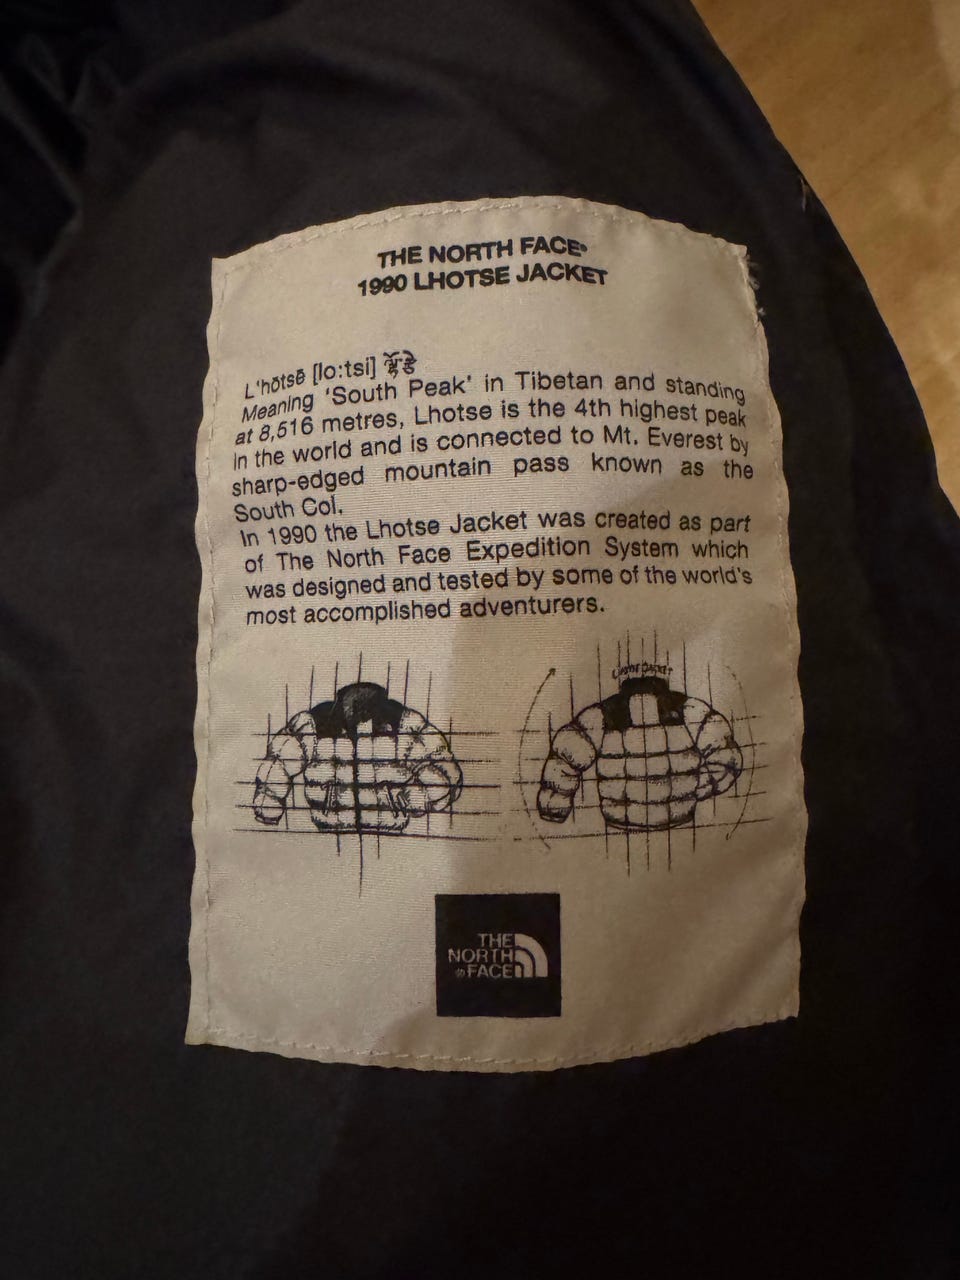 THE NORTH FACE®
1990 LHOTSE JACKET
L'hōtsē [lo:tsi]
Meaning 'South Peak' in Tibetan and standing
at 8,516 metres, Lhotse is the 4th highest peak
in the world and is connected to Mt. Everest by
sharp-edged mountain pass known as the
South Col.
In 1990 the Lhotse Jacket was created as part
of The North Face Expedition System which
was designed and tested by some of the world's
most accomplished adventurers.
LHOTSE JACKET
THE
NORTH
FACE